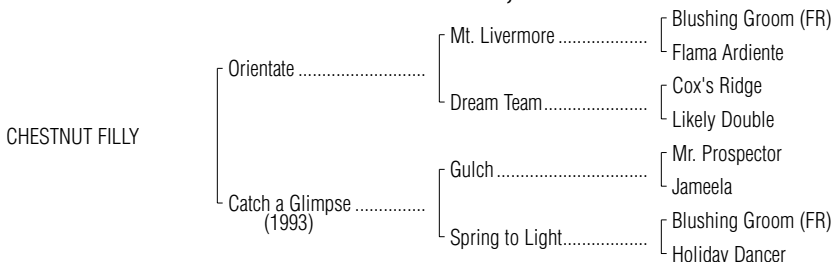 Blushing Groom (FR)
Mt. Livermore ....................
Flama Ardiente
Orientate ...........................
Cox's Ridge
Dream Team.......................
Likely Double
CHESTNUT FILLY
Mr. Prospector
Gulch..................................
Jameela
Catch a Glimpse ...............
(1993)
Blushing Groom (FR)
Spring to Light...................
Holiday Dancer